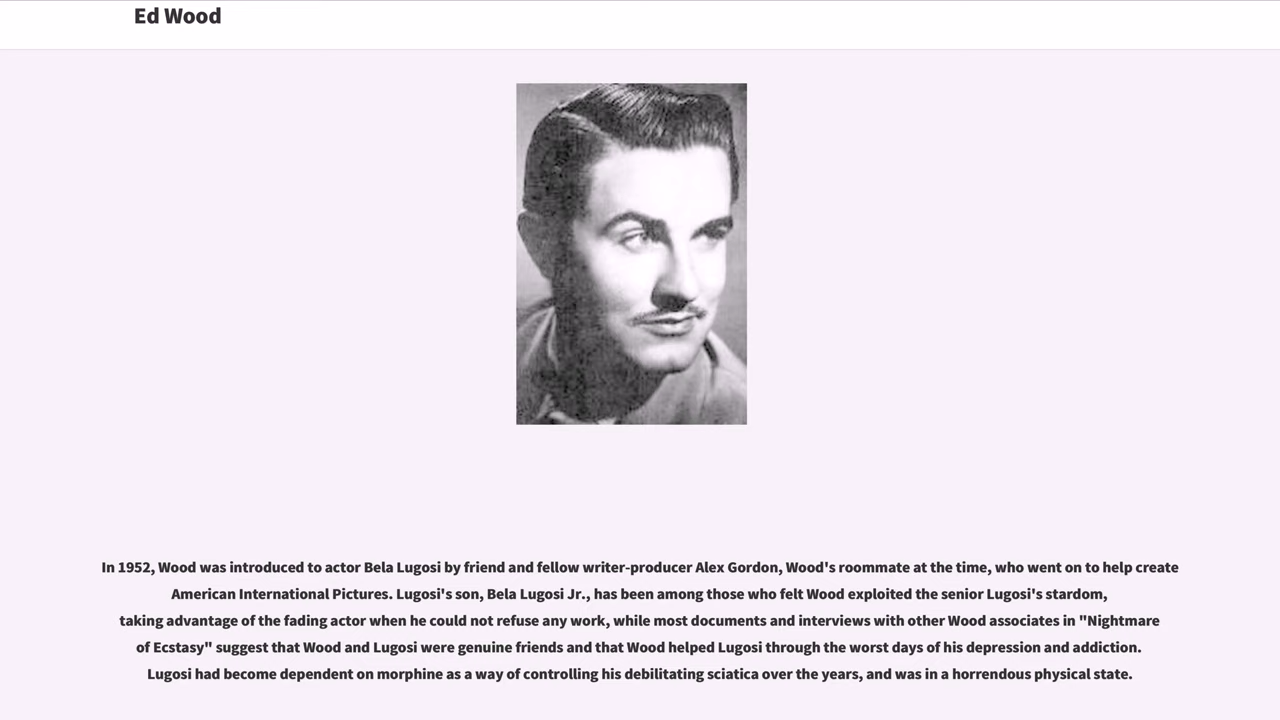 Ed Wood
In 1952, Wood was introduced to actor Bela Lugosi by friend and fellow writer-producer Alex Gordon, Wood's roommate at the time, who went on to help create
American International Pictures. Lugosi's son, Bela Lugosi Jr., has been among those who felt Wood exploited the senior Lugosi's stardom,
taking advantage of the fading actor when he could not refuse any work, while most documents and interviews with other Wood associates in "Nightmare
of Ecstasy" suggest that Wood and Lugosi were genuine friends and that Wood helped Lugosi through the worst days of his depression and addiction.
Lugosi had become dependent on morphine as a way of controlling his debilitating sciatica over the years, and was in a horrendous physical state.